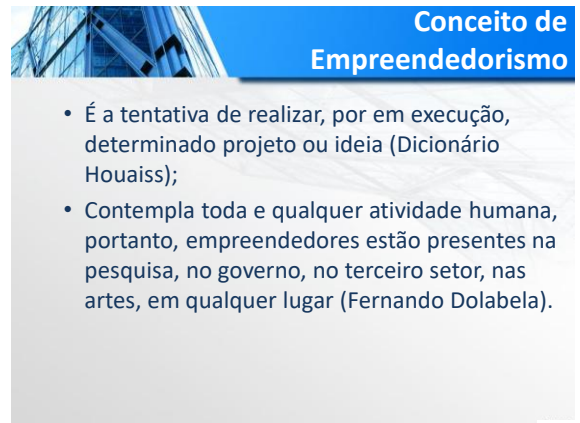 Conceito de
Empreendedorismo
• É a tentativa de realizar, por em execução,
determinado projeto ou ideia (Dicionário
Houaiss);
• Contempla toda e qualquer atividade humana,
portanto, empreendedores estão presentes na
pesquisa, no governo, no terceiro setor, nas
artes, em qualquer lugar (Fernando Dolabela).